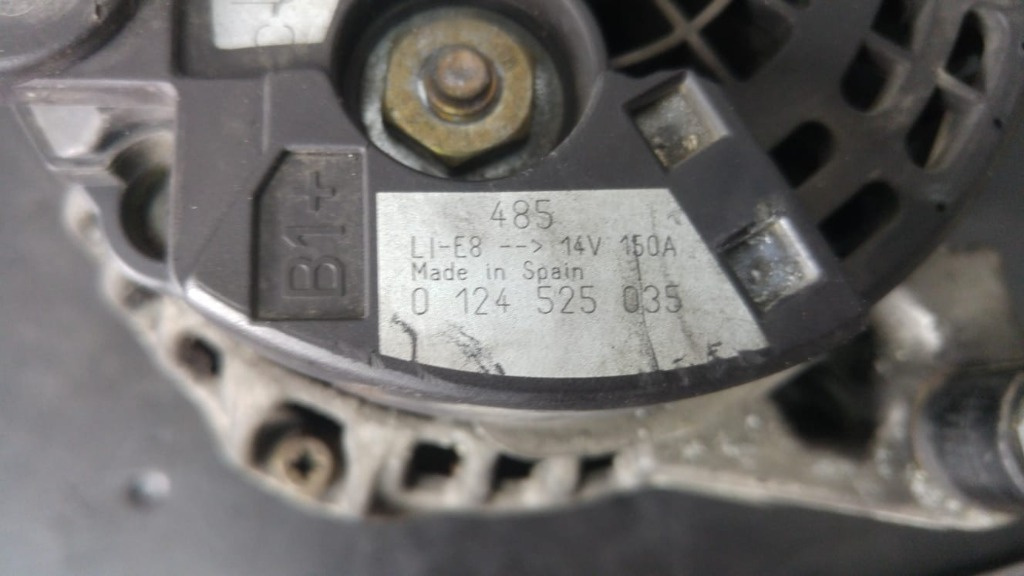 B1+
485
LI-E8 --> 14V 150A
Made in Spain
0 124 525 035